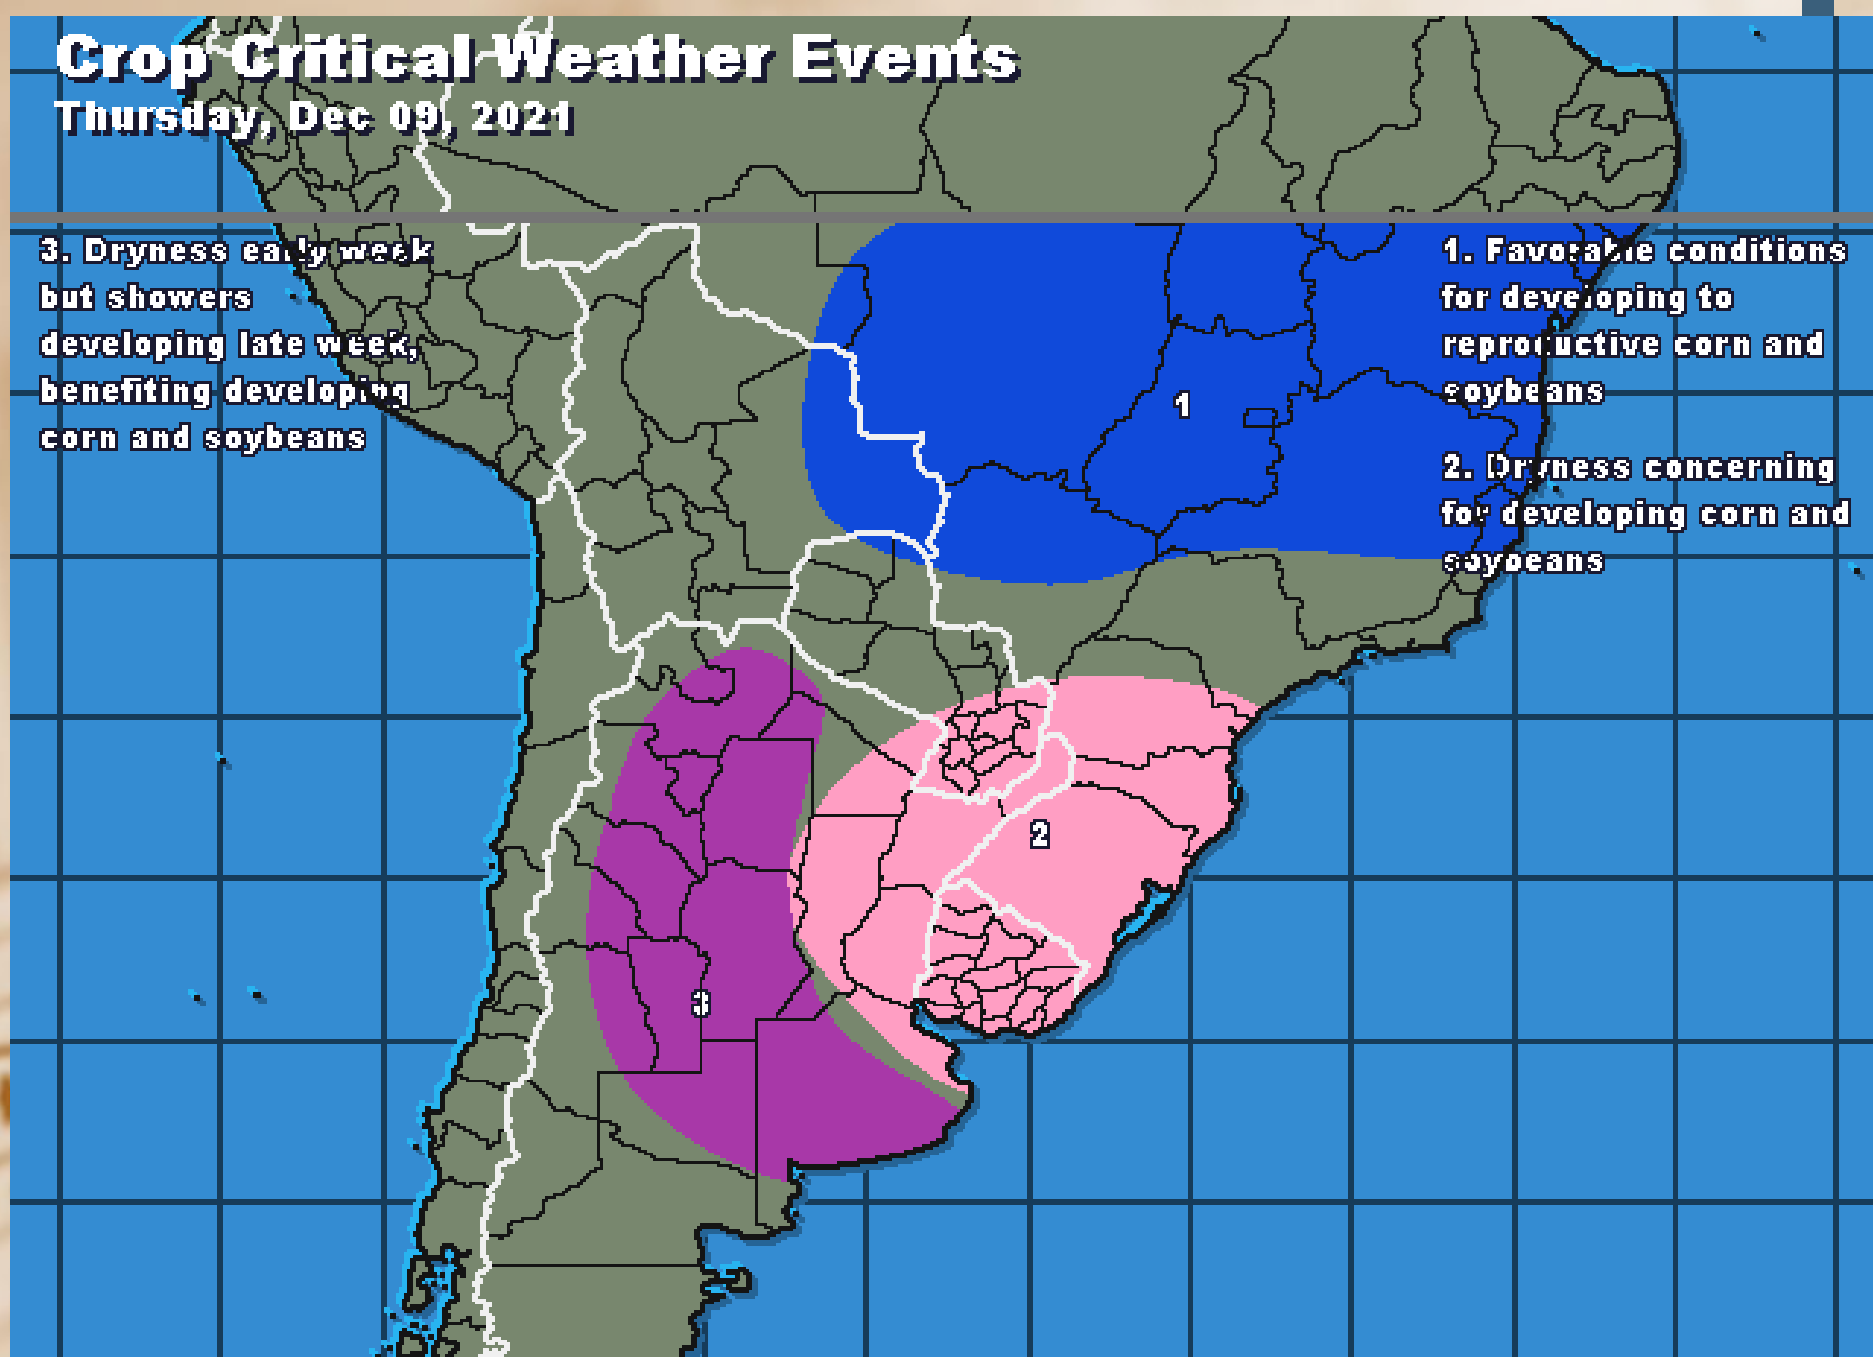 Crop Critical Weather Events
Thursday, Dec 09, 2021
3. Dryness early week
but showers
developing late week,
benefiting developing
corn and soybeans
1. Favorable conditions
for developing to
reproductive corn and
soybeans
2. Dryness concerning
for developing corn and
soybeans
1
2
3